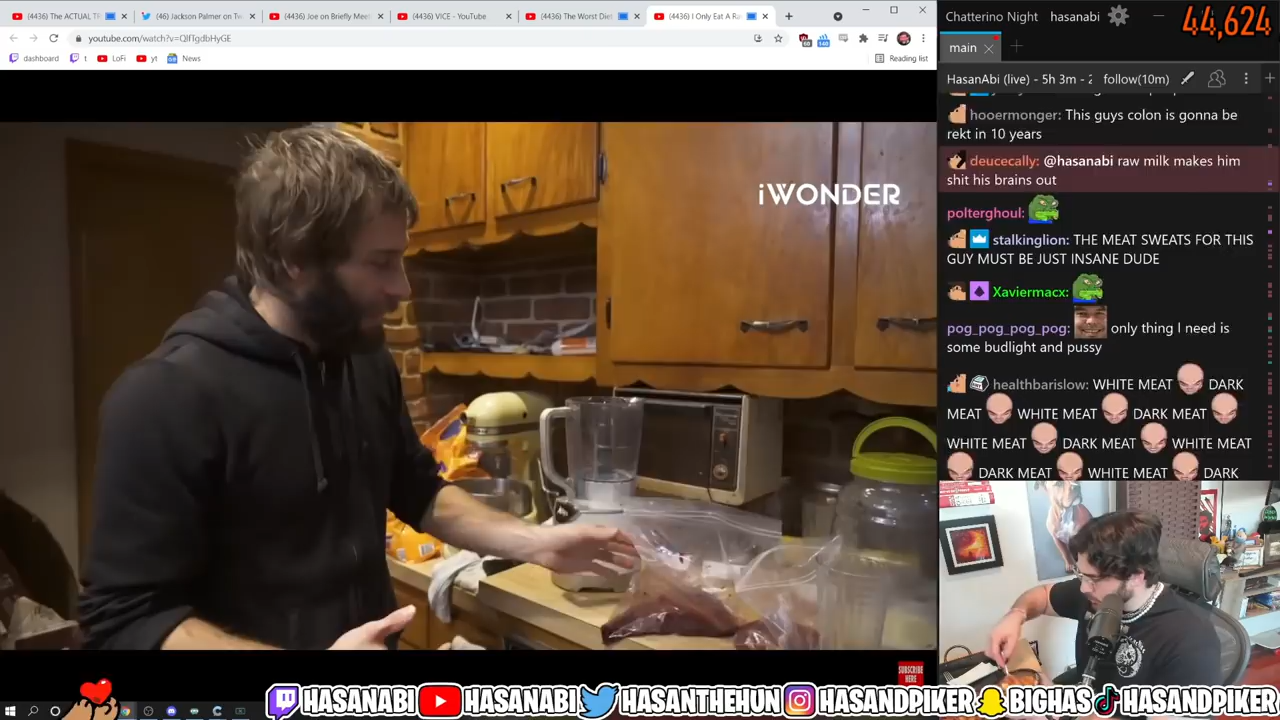 (4436) The ACTUAL T
(46) Jackson Palmer on Tw
(4436) Joe on Briefly Mee
(4436) VICE - YouTube
(4436) The Worst Diet
(4436) I Only Eat A Ra
youtube.com/watch?v=QlfTgdbHyGE
dashboard
t
LoFi
yt
News
Reading list
iWONDER
SUBSCRIBE HERE
Chatterino Night
hasanabi
44,624
main
HasanAbi (live) - 5h 3m - 2
follow(10m)
hooermonger: This guys colon is gonna be
rekt in 10 years
deucecally: @hasanabi raw milk makes him
shit his brains out
polterghoul:
stalkinglion: THE MEAT SWEATS FOR THIS
GUY MUST BE JUST INSANE DUDE
Xaviermacx:
pog_pog_pog_pog: only thing I need is
some budlight and pussy
healthbarislow: WHITE MEAT DARK
MEAT WHITE MEAT DARK MEAT
WHITE MEAT DARK MEAT WHITE MEAT
DARK MEAT WHITE MEAT DARK
HASANABI HASANABI HASANTHEHUN HASANDPIKER BIGHAS HASANDPIKER